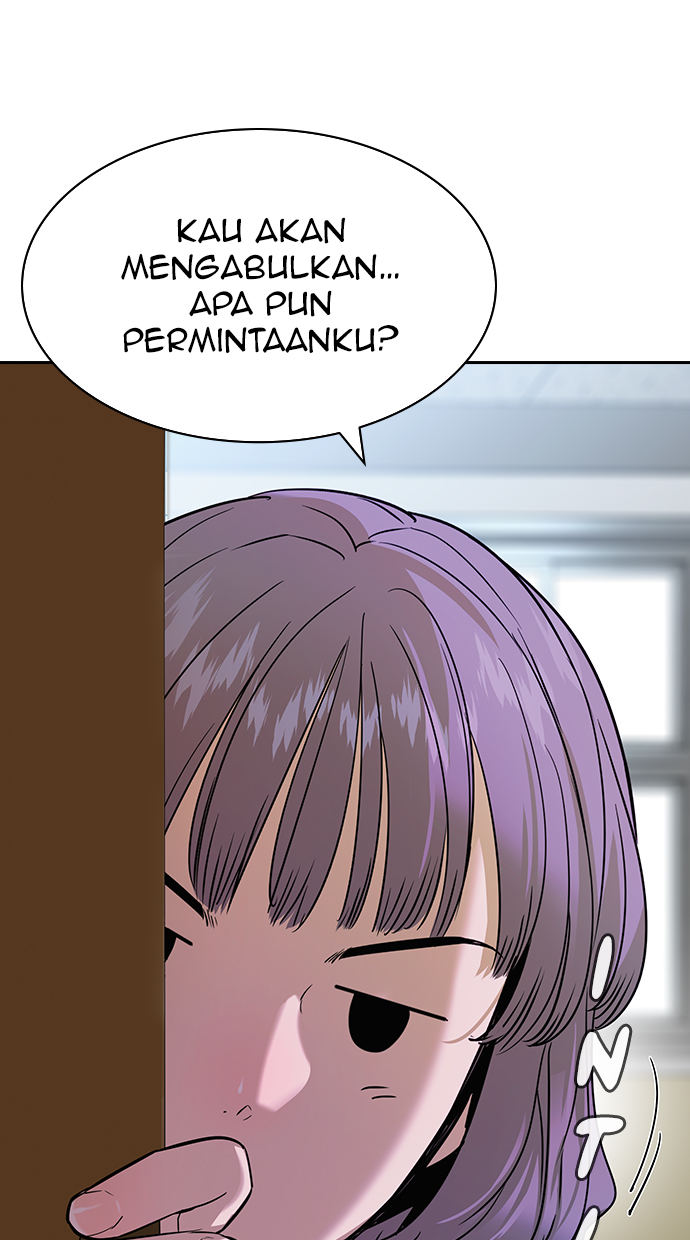 KAU AKAN
MENGABULKAN...
APA PUN
PERMINTAANKU?
INTI